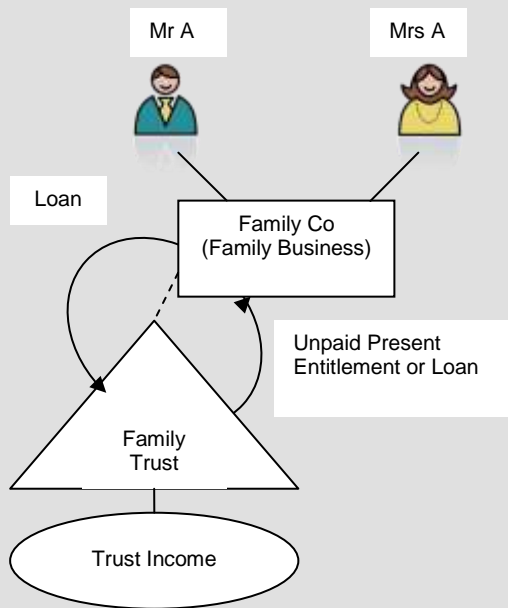 Mr A
Mrs A
Loan
Family Co
(Family Business)
Unpaid Present
Entitlement or Loan
Family
Trust
Trust Income